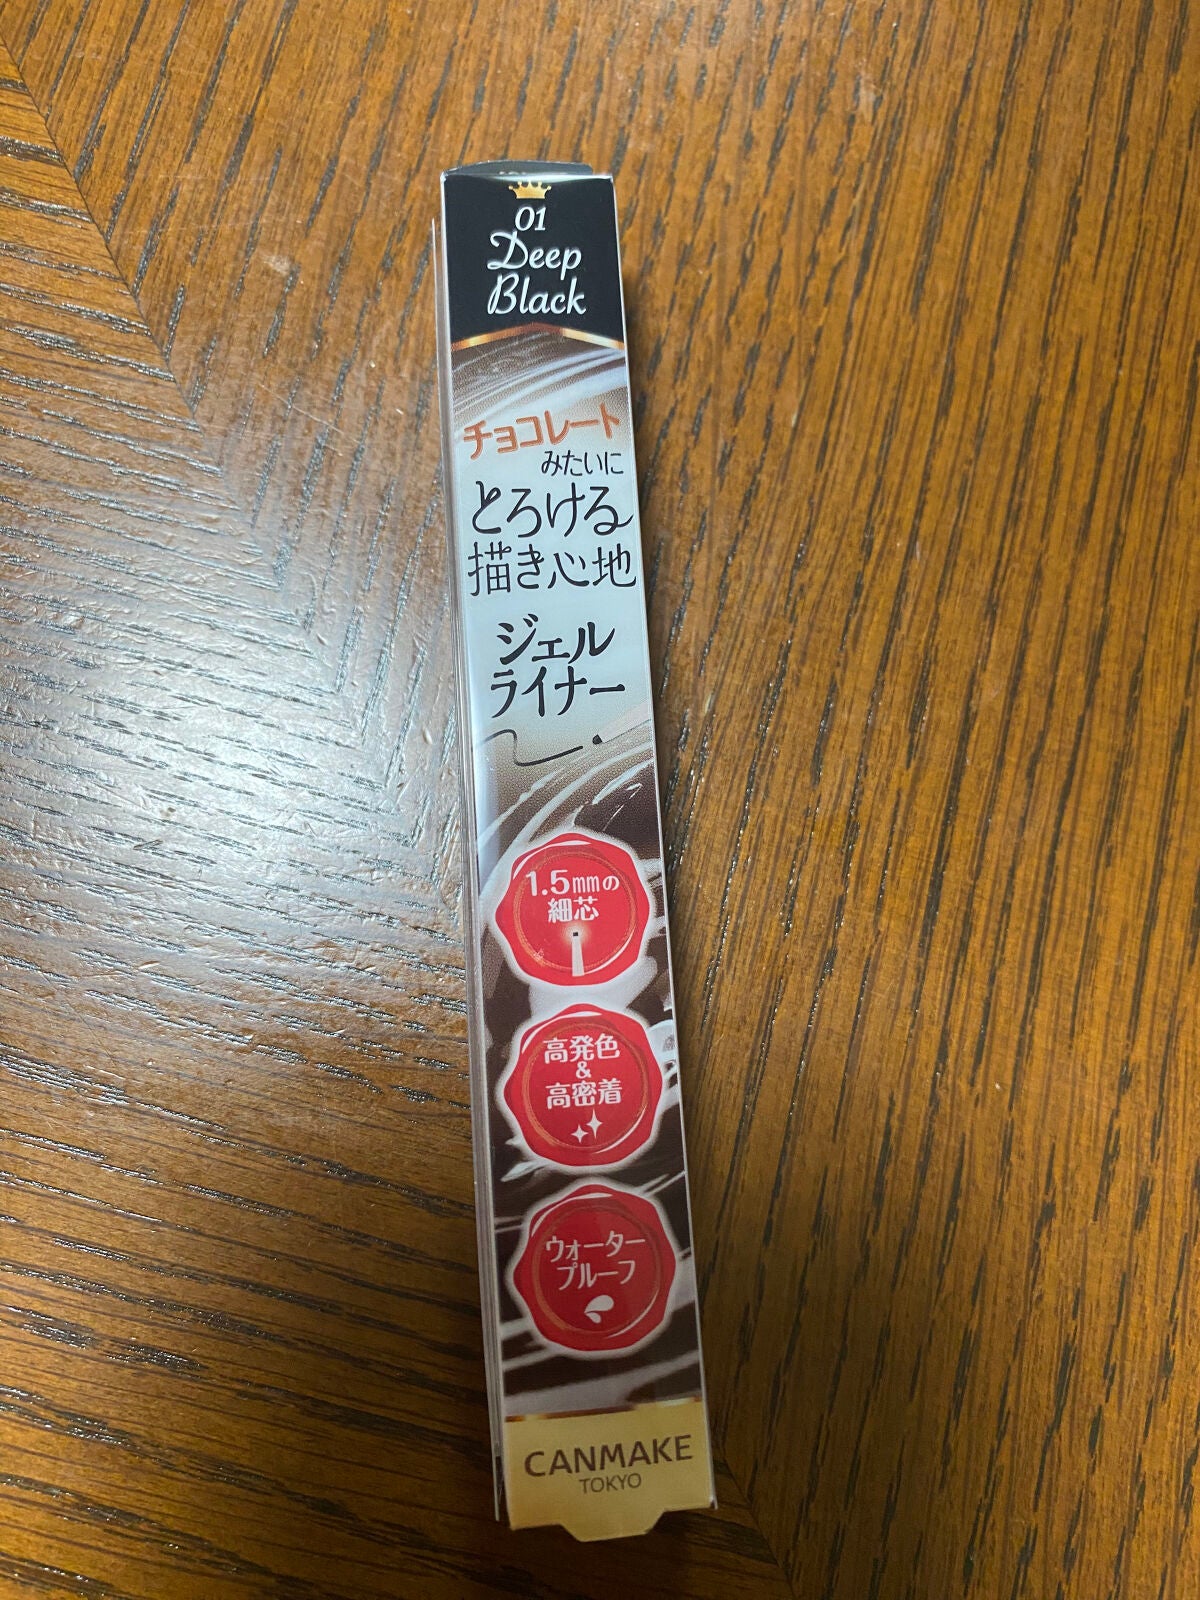 01
Deep
Black
チョコレート
みたいに
とろける
描き心地
ジェル
ライナー
1.5mmの
細芯
高発色
&
高密着
ウォーター
プルーフ
CANMAKE
TOKYO